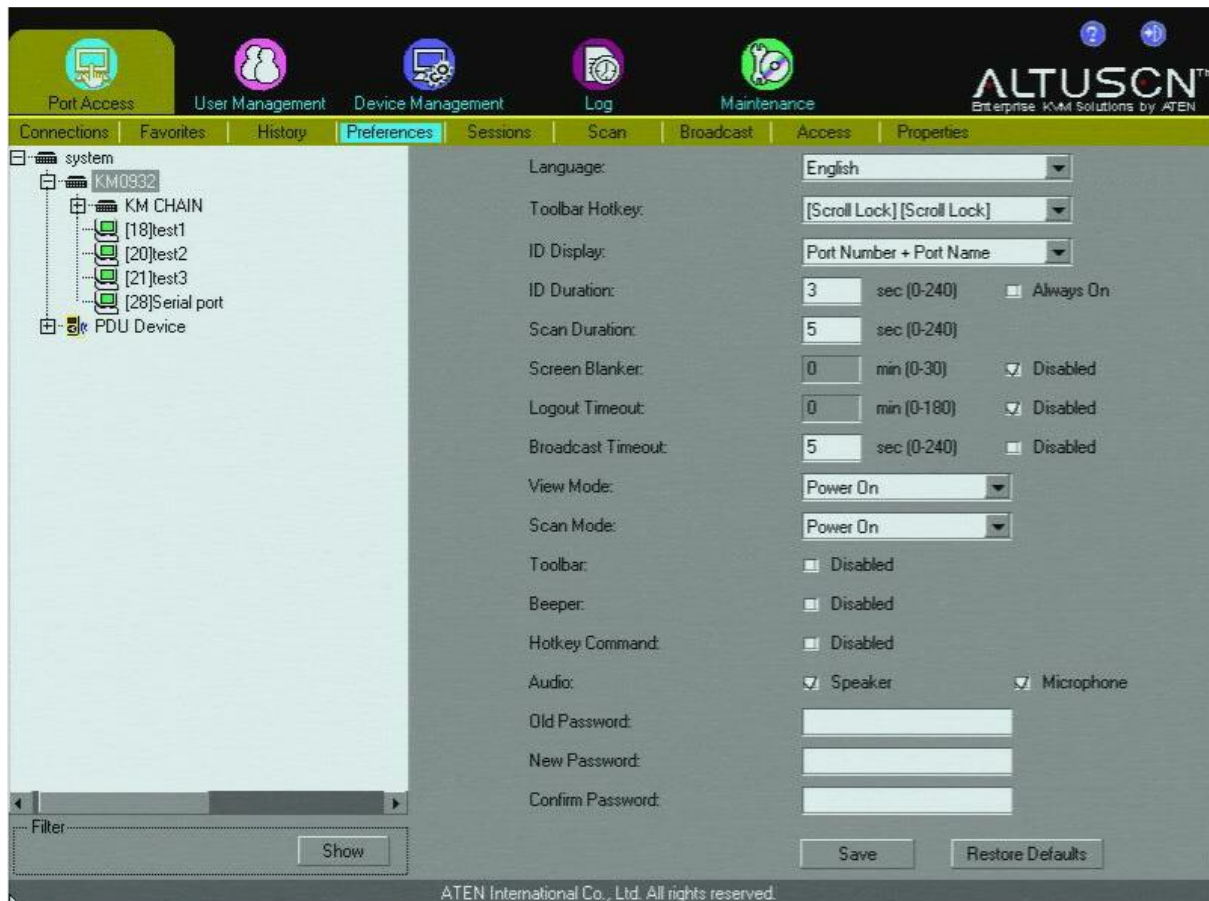 Port Access
User Management
Device Management
Log
Maintenance
ALTUSCN™
Enterprise KVM Solutions by ATEN
Connections Favorites History Preferences Sessions Scan Broadcast Access Properties
system
KM0932
KM CHAIN
[18]test1
[20]test2
[21]test3
[28]Serial port
PDU Device
Filter
Show
Language: English
Toolbar Hotkey: [Scroll Lock] [Scroll Lock]
ID Display: Port Number + Port Name
ID Duration: 3 sec (0-240) Always On
Scan Duration: 5 sec (0-240)
Screen Blanker: 0 min (0-30) Disabled
Logout Timeout: 0 min (0-180) Disabled
Broadcast Timeout: 5 sec (0-240) Disabled
View Mode: Power On
Scan Mode: Power On
Toolbar: Disabled
Beeper: Disabled
Hotkey Command: Disabled
Audio: Speaker Microphone
Old Password:
New Password:
Confirm Password:
Save Restore Defaults
ATEN International Co., Ltd. All rights reserved.